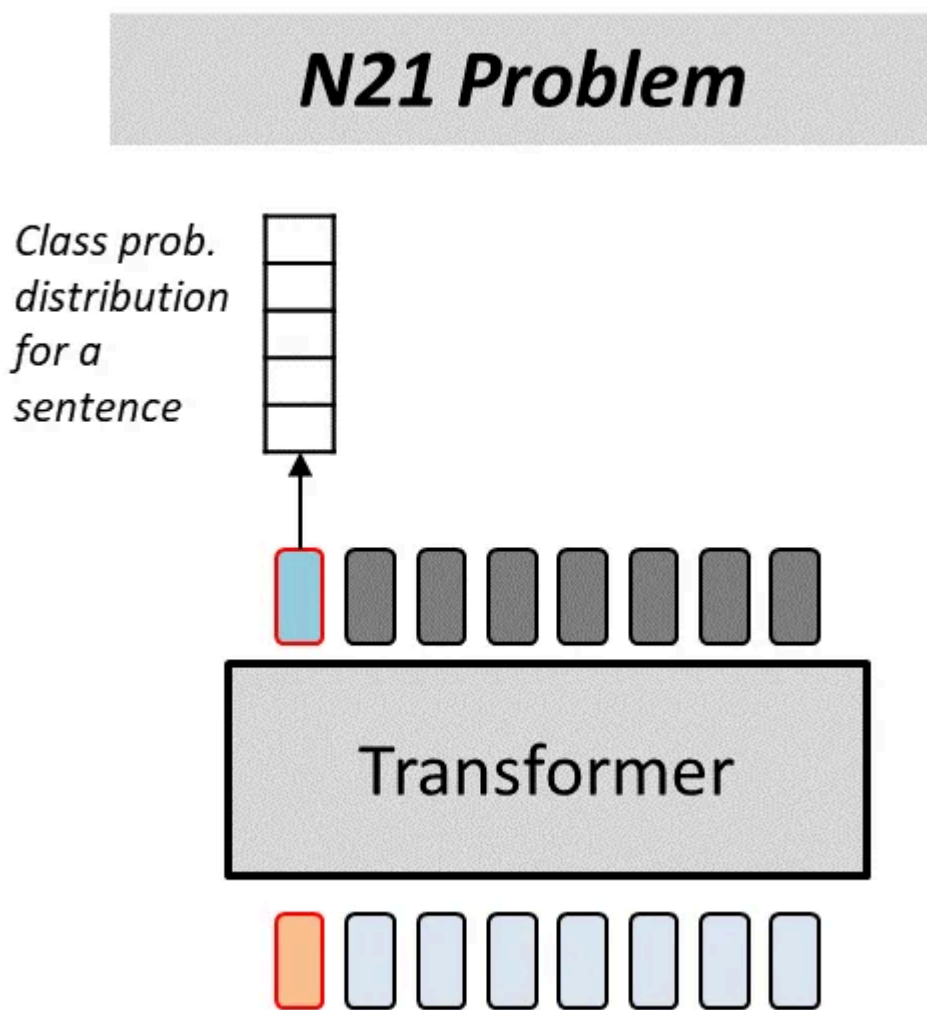 N21 Problem
Class prob.
distribution
for a
sentence
Transformer